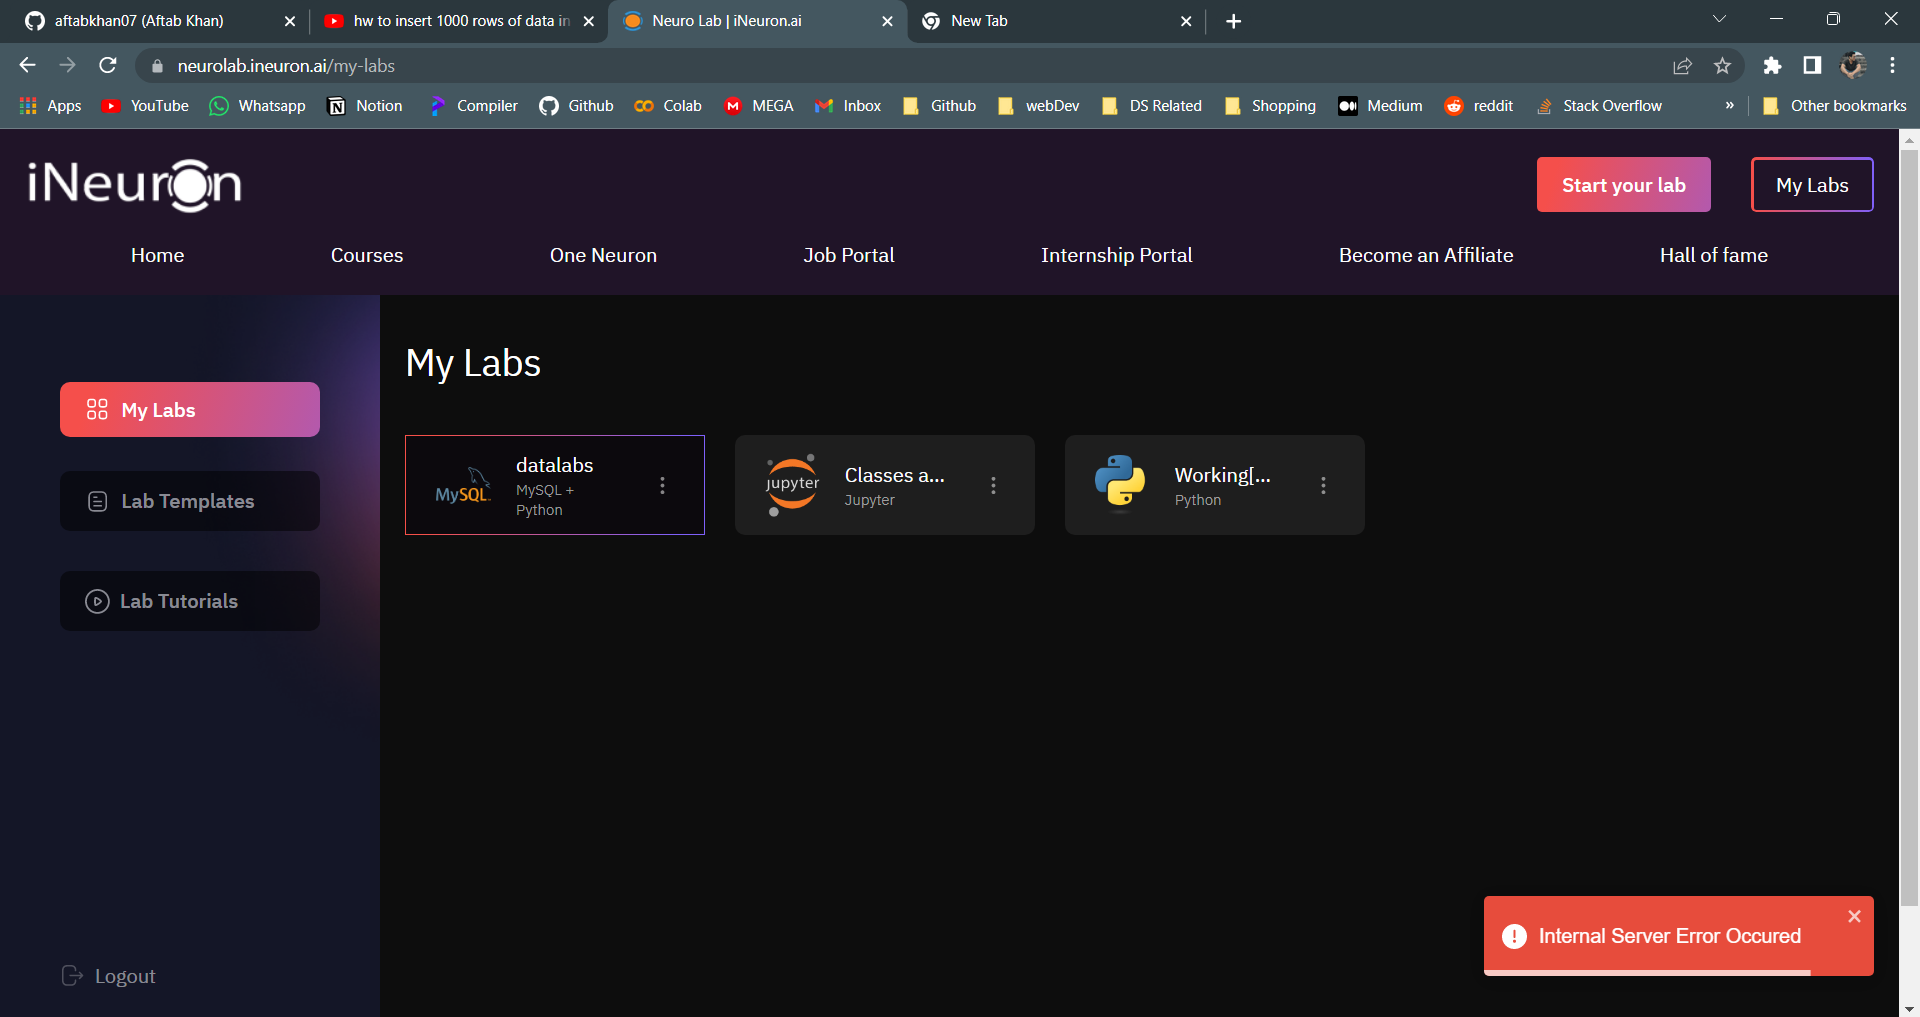 aftabkhan07 (Aftab Khan)
hw to insert 1000 rows of data in
Neuro Lab | iNeuron.ai
New Tab
neurolab.ineuron.ai/my-labs
Apps
YouTube
Whatsapp
Notion
Compiler
Github
Colab
MEGA
Inbox
Github
webDev
DS Related
Shopping
Medium
reddit
Stack Overflow
»
Other bookmarks
iNeuron
Start your lab
My Labs
Home
Courses
One Neuron
Job Portal
Internship Portal
Become an Affiliate
Hall of fame
My Labs
Lab Templates
Lab Tutorials
Logout
My Labs
MySQL
datalabs
MySQL +
Python
jupyter
Classes a...
Jupyter
Working[...
Python
Internal Server Error Occured